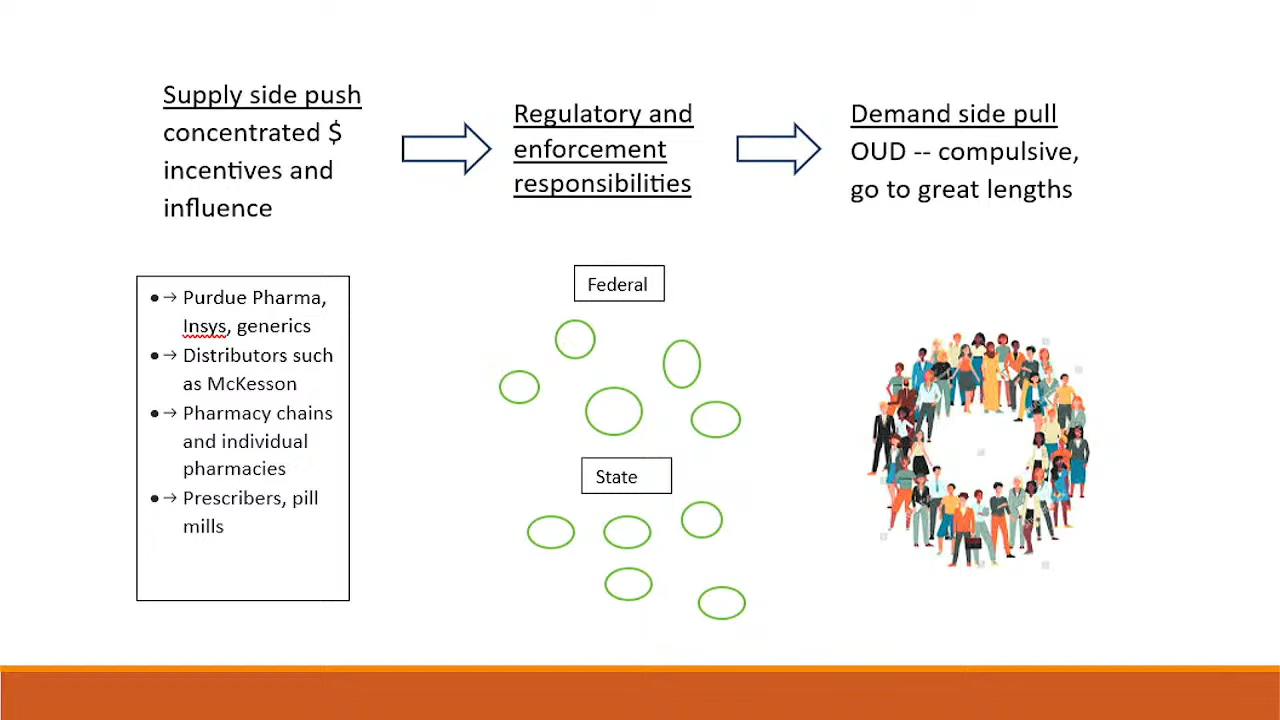 Supply side push
concentrated $
incentives and
influence
Regulatory and
enforcement
responsibilities
Demand side pull
OUD -- compulsive,
go to great lengths
●→ Purdue Pharma,
Insys, generics
●→ Distributors such
as McKesson
●→ Pharmacy chains
and individual
pharmacies
●→ Prescribers, pill
mills
Federal
State